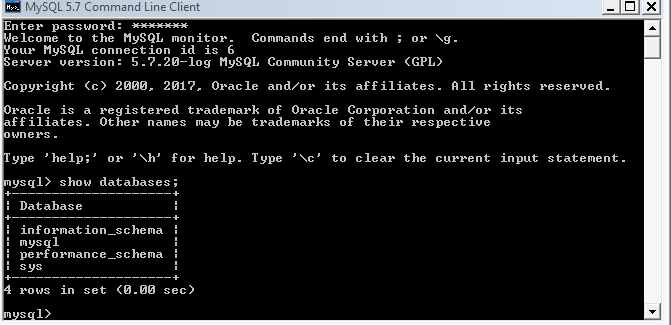 MySQL 5.7 Command Line Client
Enter password: *******
Welcome to the MySQL monitor.  Commands end with ; or \g.
Your MySQL connection id is 6
Server version: 5.7.20-log MySQL Community Server (GPL)
Copyright (c) 2000, 2017, Oracle and/or its affiliates. All rights reserved.
Oracle is a registered trademark of Oracle Corporation and/or its
affiliates. Other names may be trademarks of their respective
owners.
Type 'help;' or '\h' for help. Type '\c' to clear the current input statement.
mysql> show databases;
+--------------------+
| Database           |
+--------------------+
| information_schema |
| mysql              |
| performance_schema |
| sys                |
+--------------------+
4 rows in set (0.00 sec)
mysql>